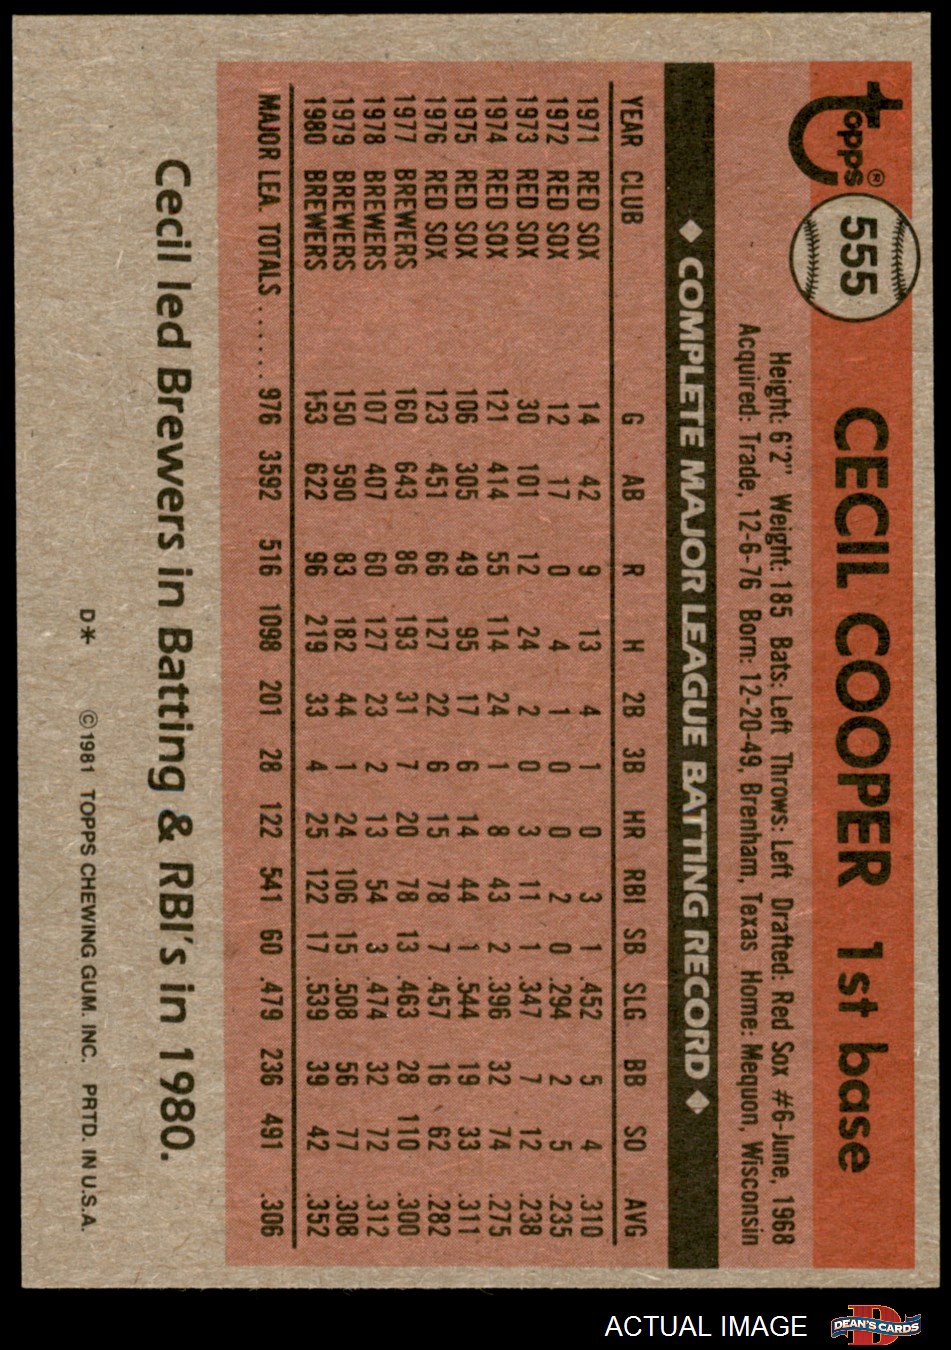 topps®
555 CECIL COOPER 1st base
Height: 6'2" Weight: 185 Bats: Left Throws: Left Drafted: Red Sox #6-June, 1968
Acquired: Trade, 12-6-76 Born: 12-20-49, Brenham, Texas Home: Mequon, Wisconsin
◆ COMPLETE MAJOR LEAGUE BATTING RECORD ◆
YEAR CLUB G AB R H 2B 3B HR RBI SB SLG BB SO AVG
1971 RED SOX 14 42 9 13 4 1 0 3 1 .452 5 4 .310
1972 RED SOX 12 17 0 4 1 0 0 2 0 .294 2 5 .235
1973 RED SOX 30 101 12 24 2 0 3 11 1 .347 7 12 .238
1974 RED SOX 121 414 55 114 24 1 8 43 2 .396 32 74 .275
1975 RED SOX 106 305 49 95 17 6 14 44 1 .544 19 33 .311
1976 RED SOX 123 451 66 127 22 6 15 78 7 .457 16 62 .282
1977 BREWERS 160 643 86 193 31 7 20 78 13 .463 28 110 .300
1978 BREWERS 107 407 60 127 23 2 13 54 3 .474 32 72 .312
1979 BREWERS 150 590 83 182 44 1 24 106 15 .508 56 77 .308
1980 BREWERS 153 622 96 219 33 4 25 122 17 .539 39 42 .352
MAJOR LEA. TOTALS ...... 976 3592 516 1098 201 28 122 541 60 .479 236 491 .306
Cecil led Brewers in Batting & RBI's in 1980.
D* ©1981 TOPPS CHEWING GUM. INC. PRTD. IN U.S.A.
ACTUAL IMAGE
D
DEAN'S CARDS